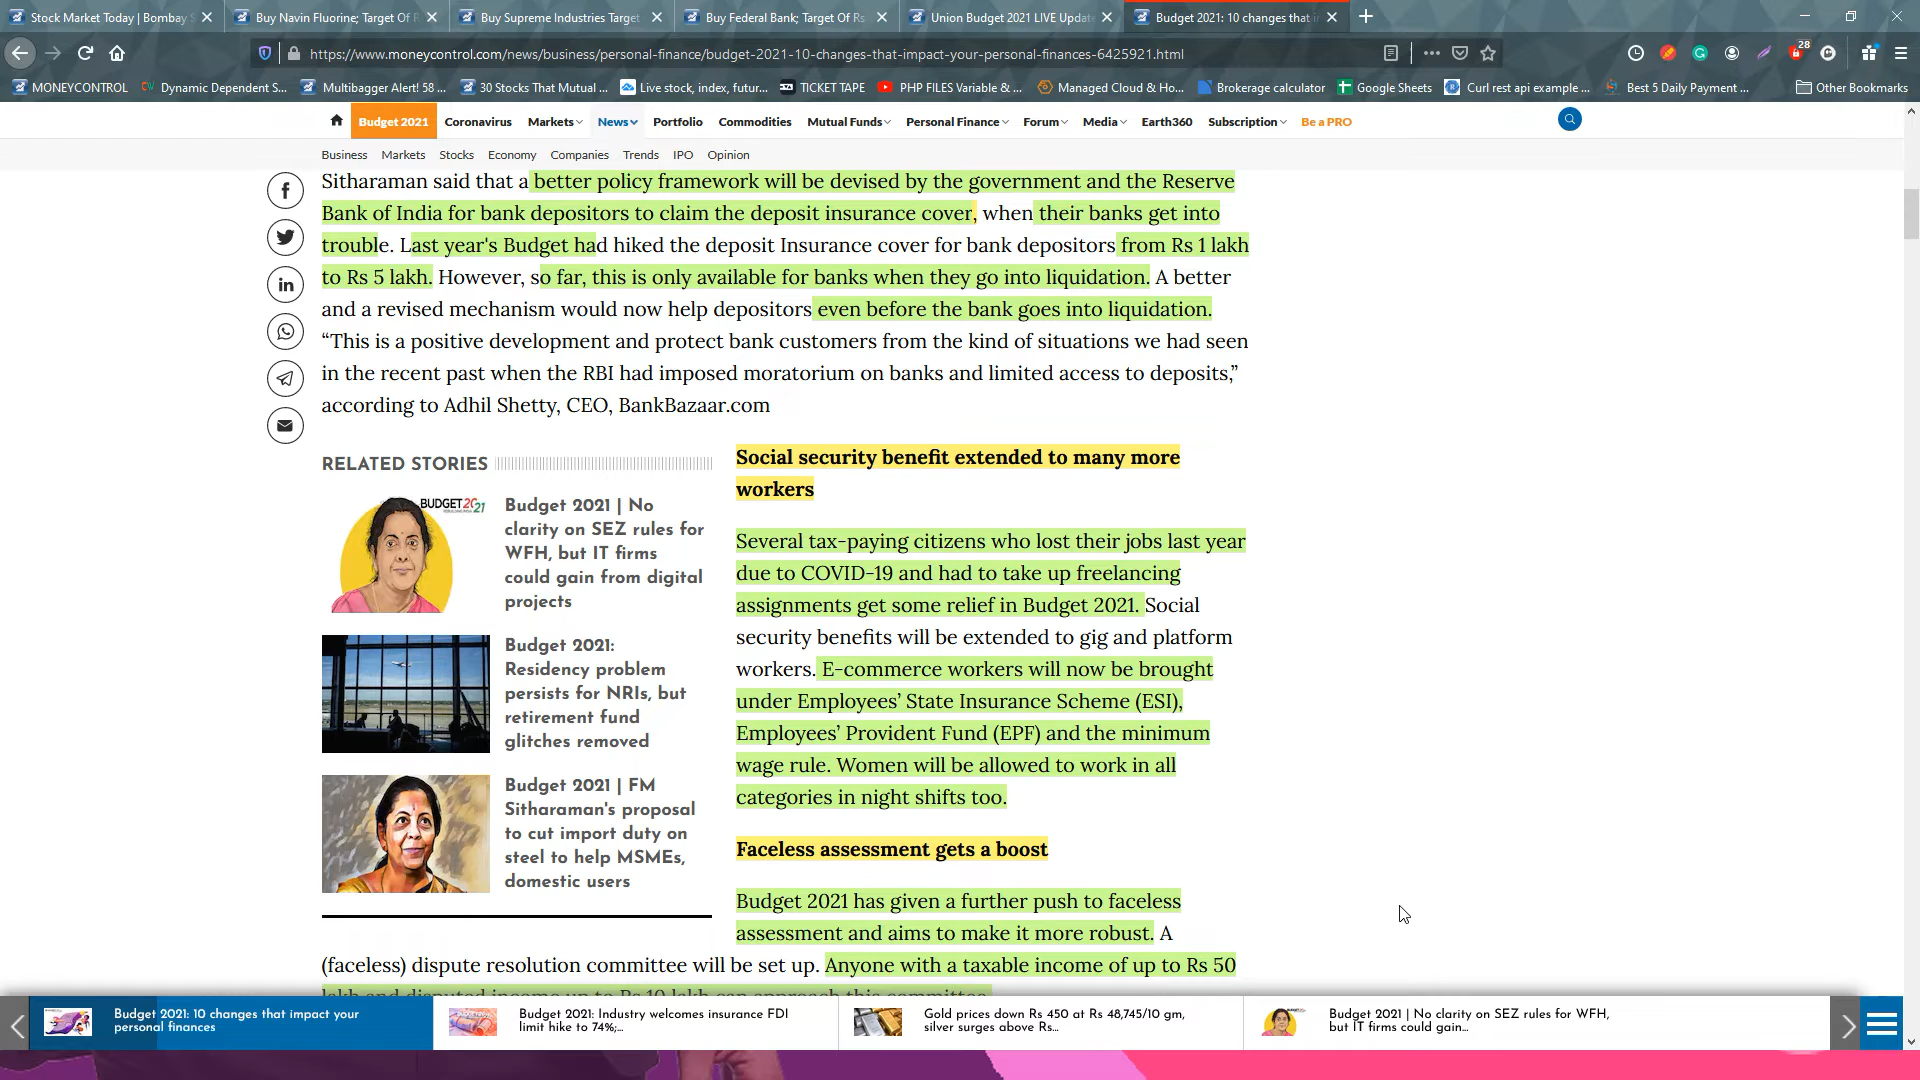 Stock Market Today | Bombay S
Buy Navin Fluorine; Target Of R
Buy Supreme Industries Target
Buy Federal Bank; Target Of Rs
Union Budget 2021 LIVE Update
Budget 2021: 10 changes that i
https://www.moneycontrol.com/news/business/personal-finance/budget-2021-10-changes-that-impact-your-personal-finances-6425921.html
28
MONEYCONTROL
Dynamic Dependent S...
Multibagger Alert! 58 ...
30 Stocks That Mutual ...
Live stock, index, futur...
TICKET TAPE
PHP FILES Variable & ...
Managed Cloud & Ho...
Brokerage calculator
Google Sheets
Curl rest api example ...
Best 5 Daily Payment ...
Other Bookmarks
Budget 2021
Coronavirus
Markets
News
Portfolio
Commodities
Mutual Funds
Personal Finance
Forum
Media
Earth360
Subscription
Be a PRO
Business
Markets
Stocks
Economy
Companies
Trends
IPO
Opinion
Sitharaman said that a better policy framework will be devised by the government and the Reserve
Bank of India for bank depositors to claim the deposit insurance cover, when their banks get into
trouble. Last year's Budget had hiked the deposit Insurance cover for bank depositors from Rs 1 lakh
to Rs 5 lakh. However, so far, this is only available for banks when they go into liquidation. A better
and a revised mechanism would now help depositors even before the bank goes into liquidation.
“This is a positive development and protect bank customers from the kind of situations we had seen
in the recent past when the RBI had imposed moratorium on banks and limited access to deposits,”
according to Adhil Shetty, CEO, BankBazaar.com
RELATED STORIES
BUDGET 2021
Budget 2021 | No
clarity on SEZ rules for
WFH, but IT firms
could gain from digital
projects
Budget 2021:
Residency problem
persists for NRIs, but
retirement fund
glitches removed
Budget 2021 | FM
Sitharaman's proposal
to cut import duty on
steel to help MSMEs,
domestic users
Social security benefit extended to many more
workers
Several tax-paying citizens who lost their jobs last year
due to COVID-19 and had to take up freelancing
assignments get some relief in Budget 2021. Social
security benefits will be extended to gig and platform
workers. E-commerce workers will now be brought
under Employees’ State Insurance Scheme (ESI),
Employees’ Provident Fund (EPF) and the minimum
wage rule. Women will be allowed to work in all
categories in night shifts too.
Faceless assessment gets a boost
Budget 2021 has given a further push to faceless
assessment and aims to make it more robust. A
(faceless) dispute resolution committee will be set up. Anyone with a taxable income of up to Rs 50
lakh and disputed income up to Rs 10 lakh can approach this committee.
Budget 2021: 10 changes that impact your
personal finances
Budget 2021: Industry welcomes insurance FDI
limit hike to 74%;...
Gold prices down Rs 450 at Rs 48,745/10 gm,
silver surges above Rs...
Budget 2021 | No clarity on SEZ rules for WFH,
but IT firms could gain...